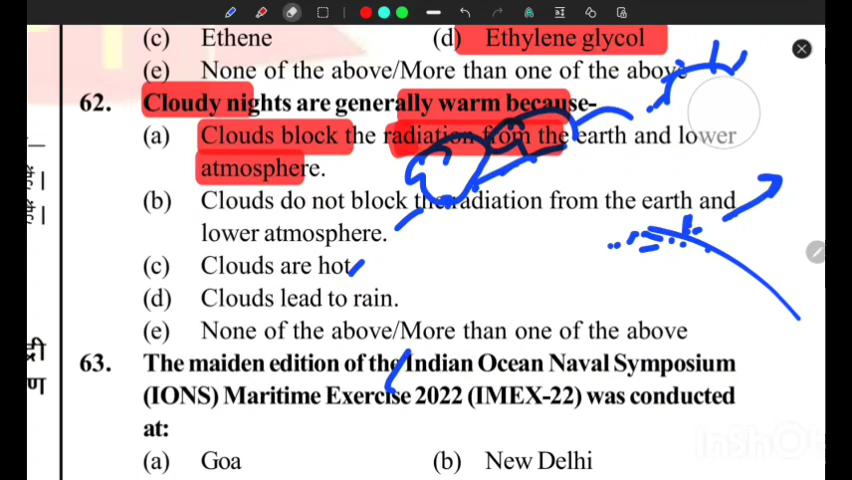 (c) Ethene (d) Ethylene glycol
(e) None of the above/More than one of the above
62. Cloudy nights are generally warm because-
(a) Clouds block the radiation from the earth and lower
atmosphere.
(b) Clouds do not block the radiation from the earth and
lower atmosphere.
(c) Clouds are hot
(d) Clouds lead to rain.
(e) None of the above/More than one of the above
63. The maiden edition of the Indian Ocean Naval Symposium
(IONS) Maritime Exercise 2022 (IMEX-22) was conducted
at:
(a) Goa (b) New Delhi
InShOt